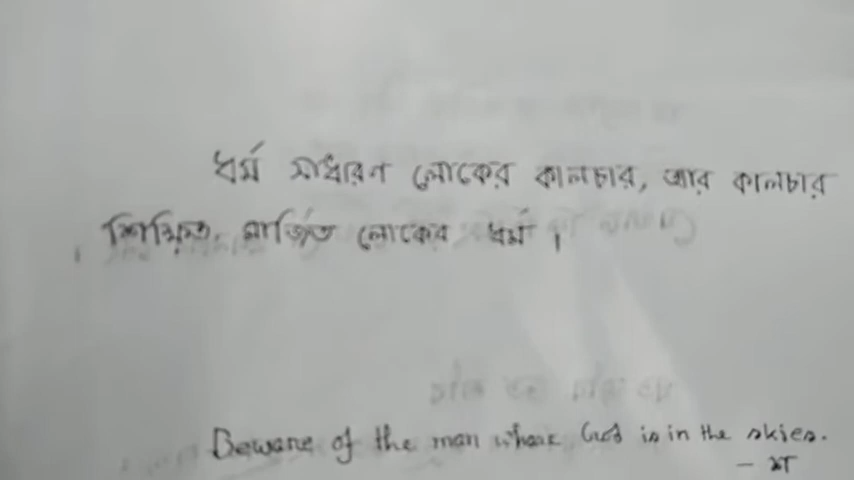 ধর্ম সাধারণ লোকের কালচার, আর কালচার
শিক্ষিত, মার্জিত লোকের ধর্ম ।
Beware of the man whose God is in the skies.
- শ